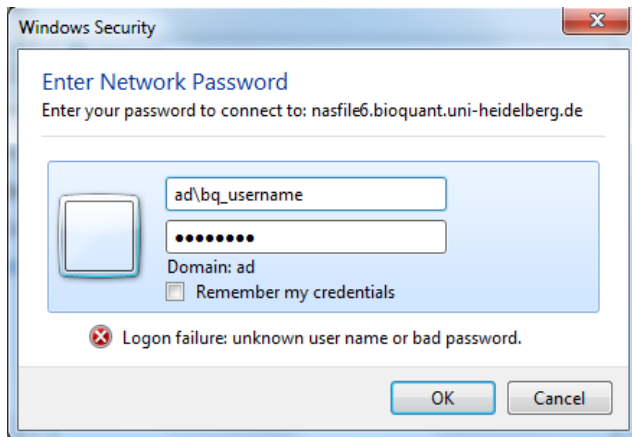 Windows Security
Enter Network Password
Enter your password to connect to: nasfile6.bioquant.uni-heidelberg.de
ad\bq_username
●●●●●●●●
Domain: ad
Remember my credentials
Logon failure: unknown user name or bad password.
OK Cancel